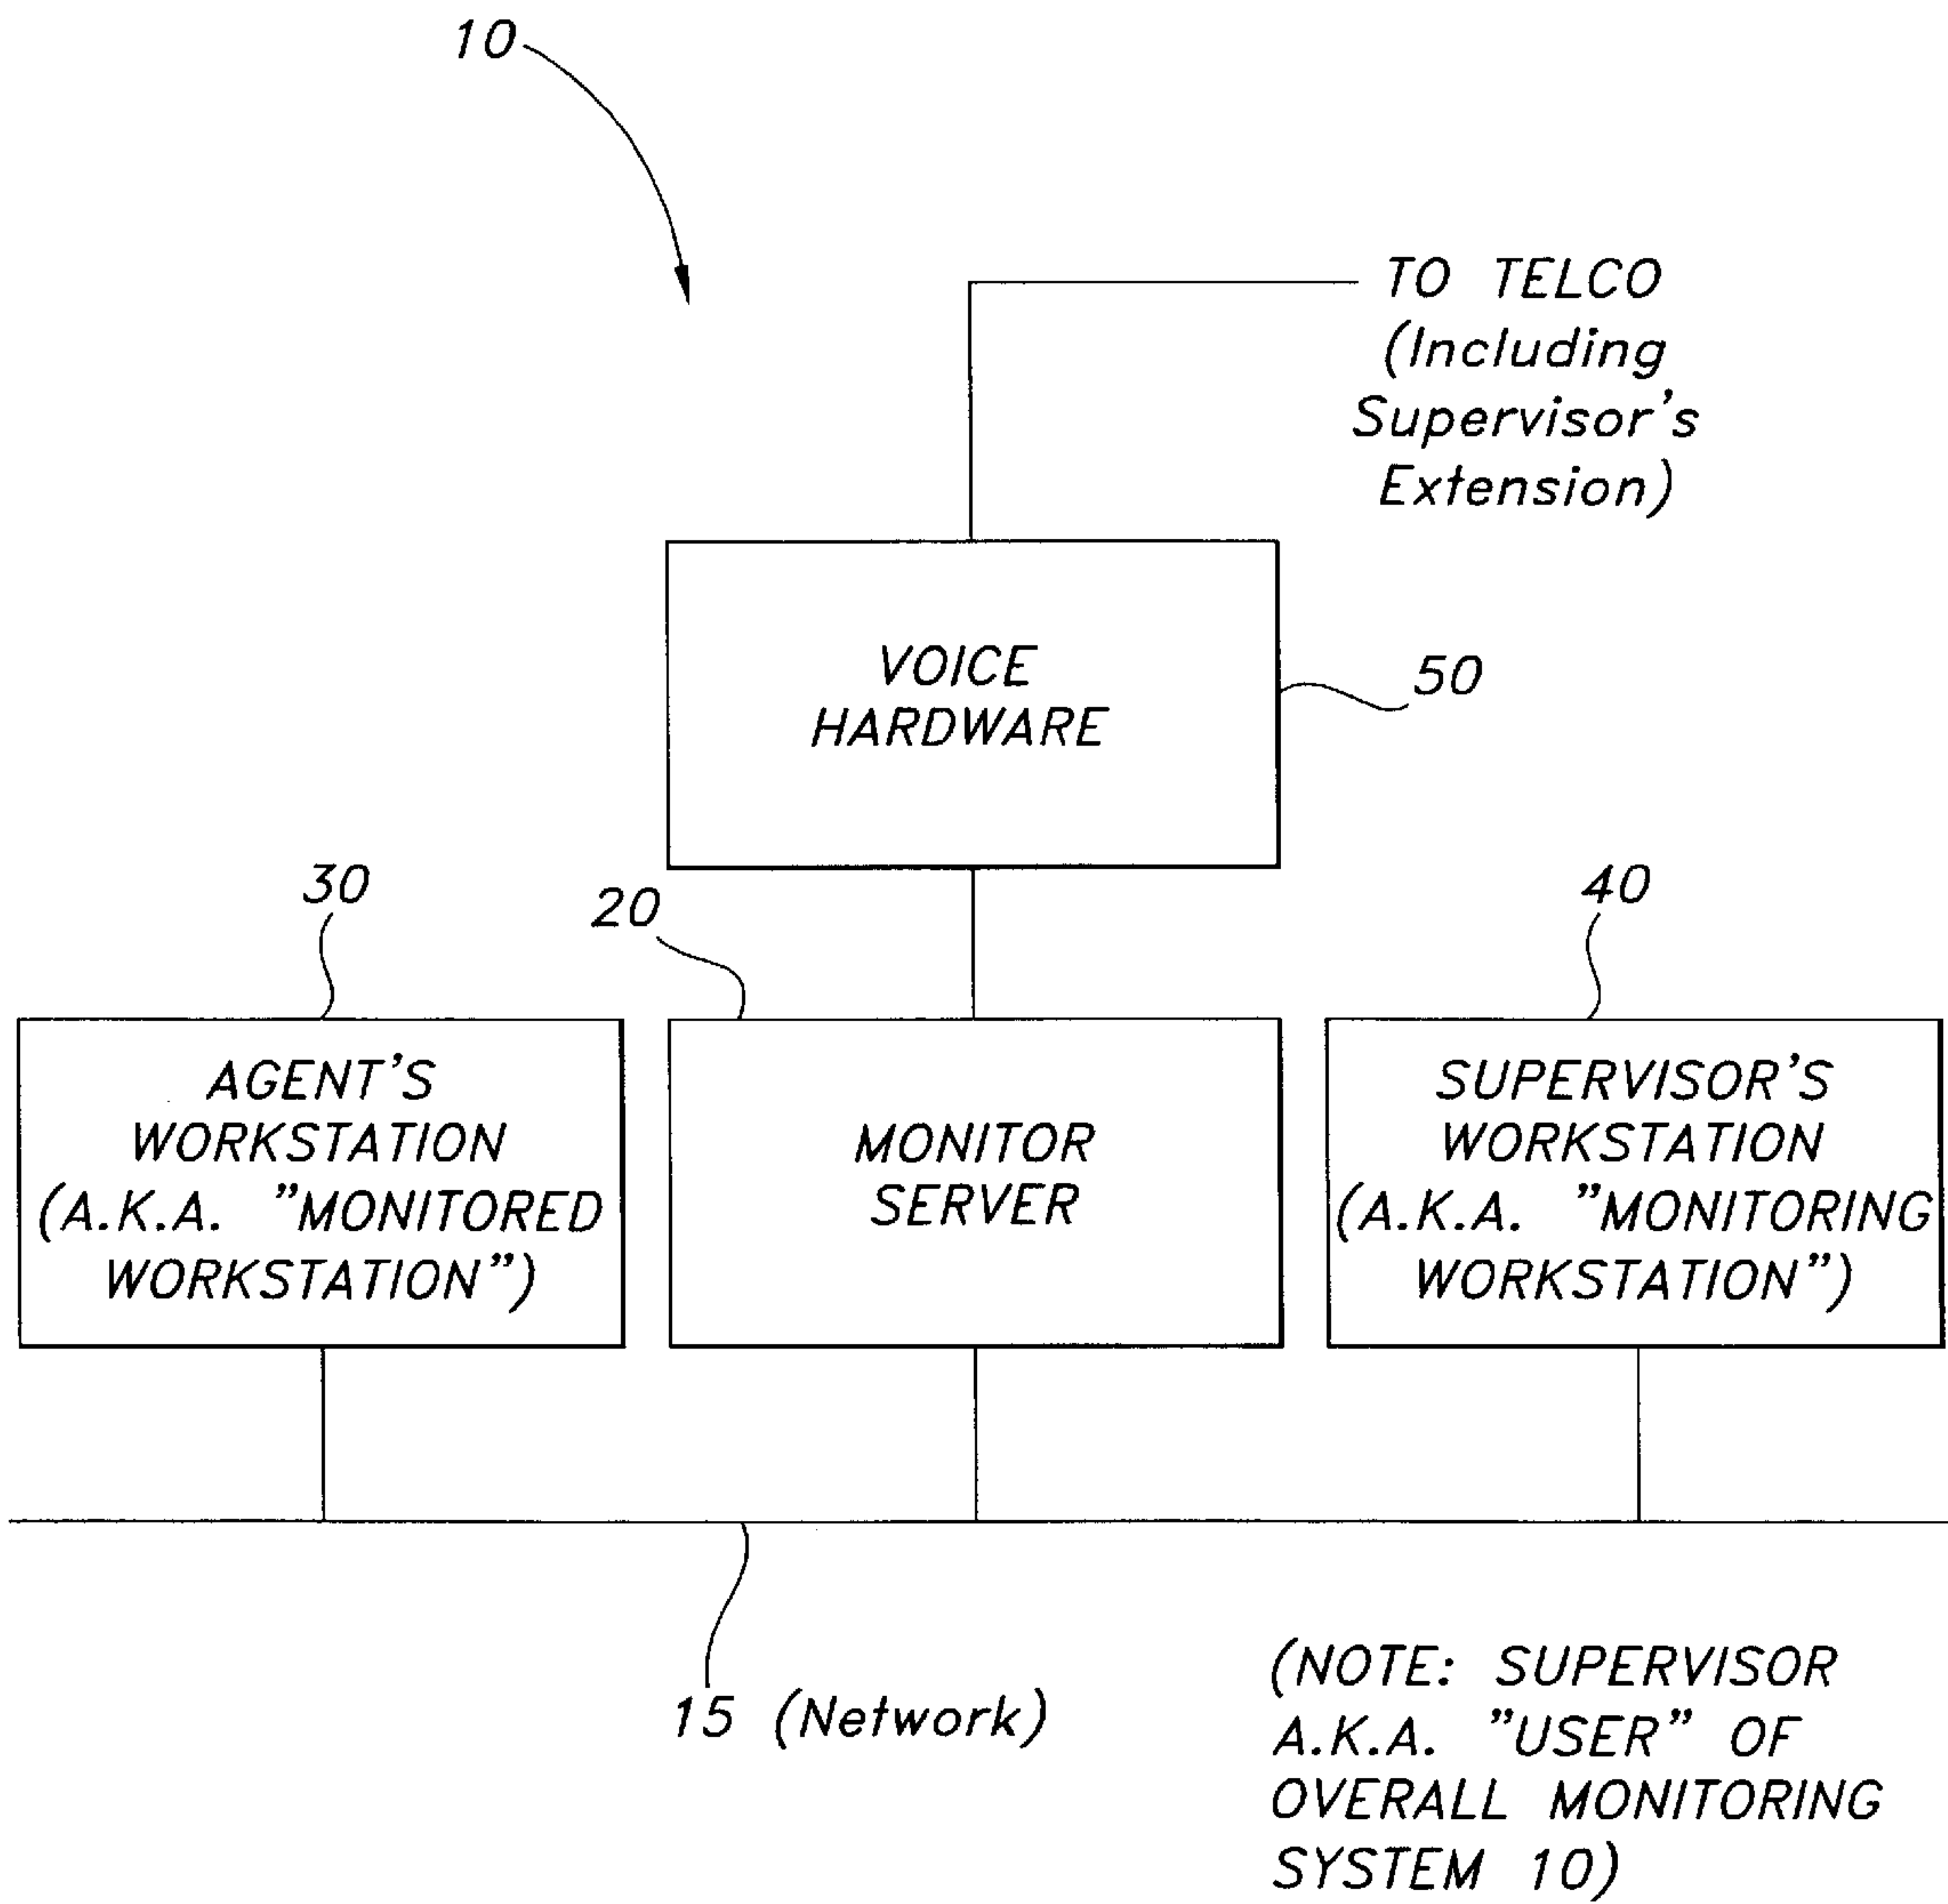 10
TO TELCO
(Including
Supervisor's
Extension)
VOICE
HARDWARE
50
30
20
40
AGENT'S
WORKSTATION
(A.K.A. "MONITORED
WORKSTATION")
MONITOR
SERVER
SUPERVISOR'S
WORKSTATION
(A.K.A. "MONITORING
WORKSTATION")
15 (Network)
(NOTE: SUPERVISOR
A.K.A. "USER" OF
OVERALL MONITORING
SYSTEM 10)